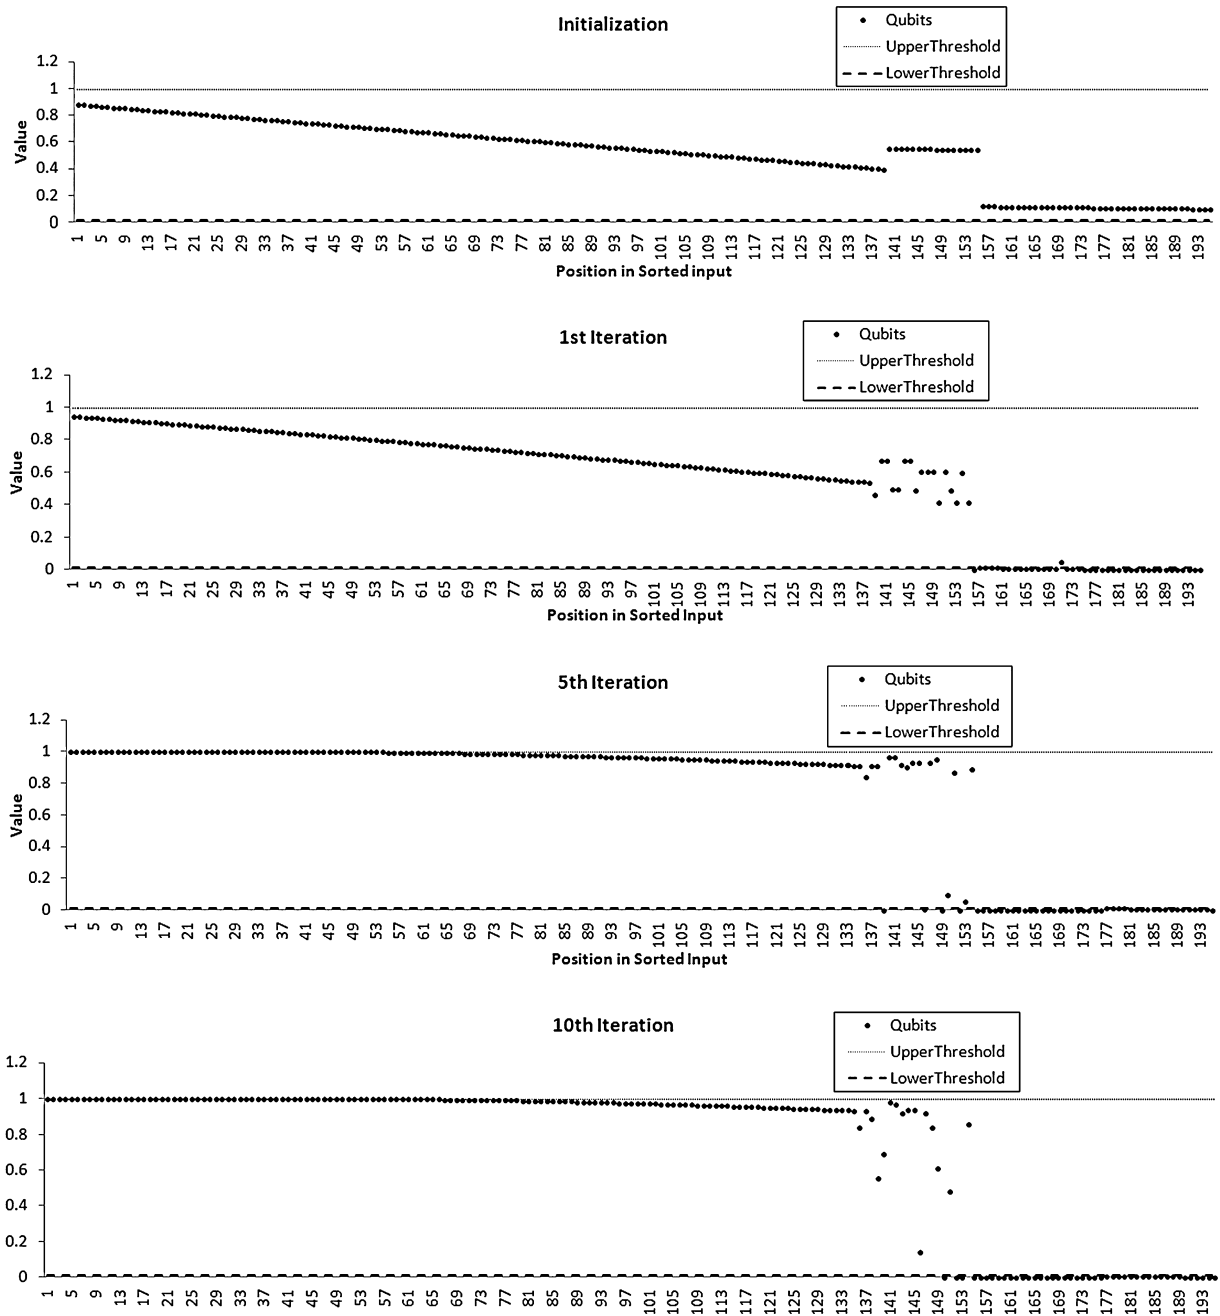 Initialization
Qubits
UpperThreshold
LowerThreshold
1.2
1
0.8
0.6
0.4
0.2
0
Value
1 5 9 13 17 21 25 29 33 37 41 45 49 53 57 61 65 69 73 77 81 85 89 93 97 101 105 109 113 117 121 125 129 133 137 141 145 149 153 157 161 165 169 173 177 181 185 189 193
Position in Sorted input
1st Iteration
Qubits
UpperThreshold
LowerThreshold
1.2
1
0.8
0.6
0.4
0.2
0
Value
1 5 9 13 17 21 25 29 33 37 41 45 49 53 57 61 65 69 73 77 81 85 89 93 97 101 105 109 113 117 121 125 129 133 137 141 145 149 153 157 161 165 169 173 177 181 185 189 193
Position in Sorted Input
5th Iteration
Qubits
UpperThreshold
LowerThreshold
1.2
1
0.8
0.6
0.4
0.2
0
Value
1 5 9 13 17 21 25 29 33 37 41 45 49 53 57 61 65 69 73 77 81 85 89 93 97 101 105 109 113 117 121 125 129 133 137 141 145 149 153 157 161 165 169 173 177 181 185 189 193
Position in Sorted Input
10th Iteration
Qubits
UpperThreshold
LowerThreshold
1.2
1
0.8
0.6
0.4
0.2
0
1 5 9 13 17 21 25 29 33 37 41 45 49 53 57 61 65 69 73 77 81 85 89 93 97 101 105 109 113 117 121 125 129 133 137 141 145 149 153 157 161 165 169 173 177 181 185 189 193